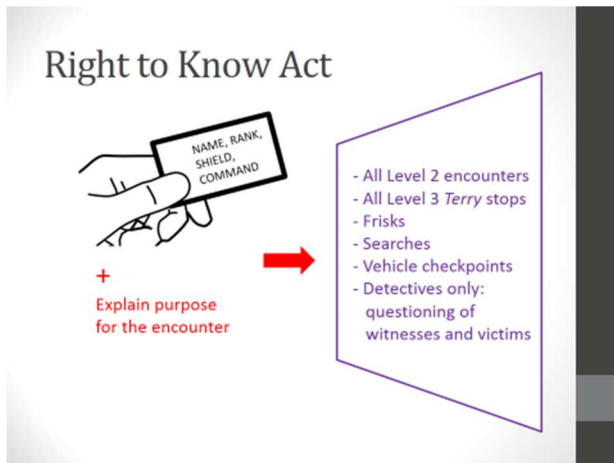 Right to Know Act
NAME, RANK,
SHIELD,
COMMAND
+
Explain purpose
for the encounter
- All Level 2 encounters
- All Level 3 Terry stops
- Frisks
- Searches
- Vehicle checkpoints
- Detectives only:
questioning of
witnesses and victims